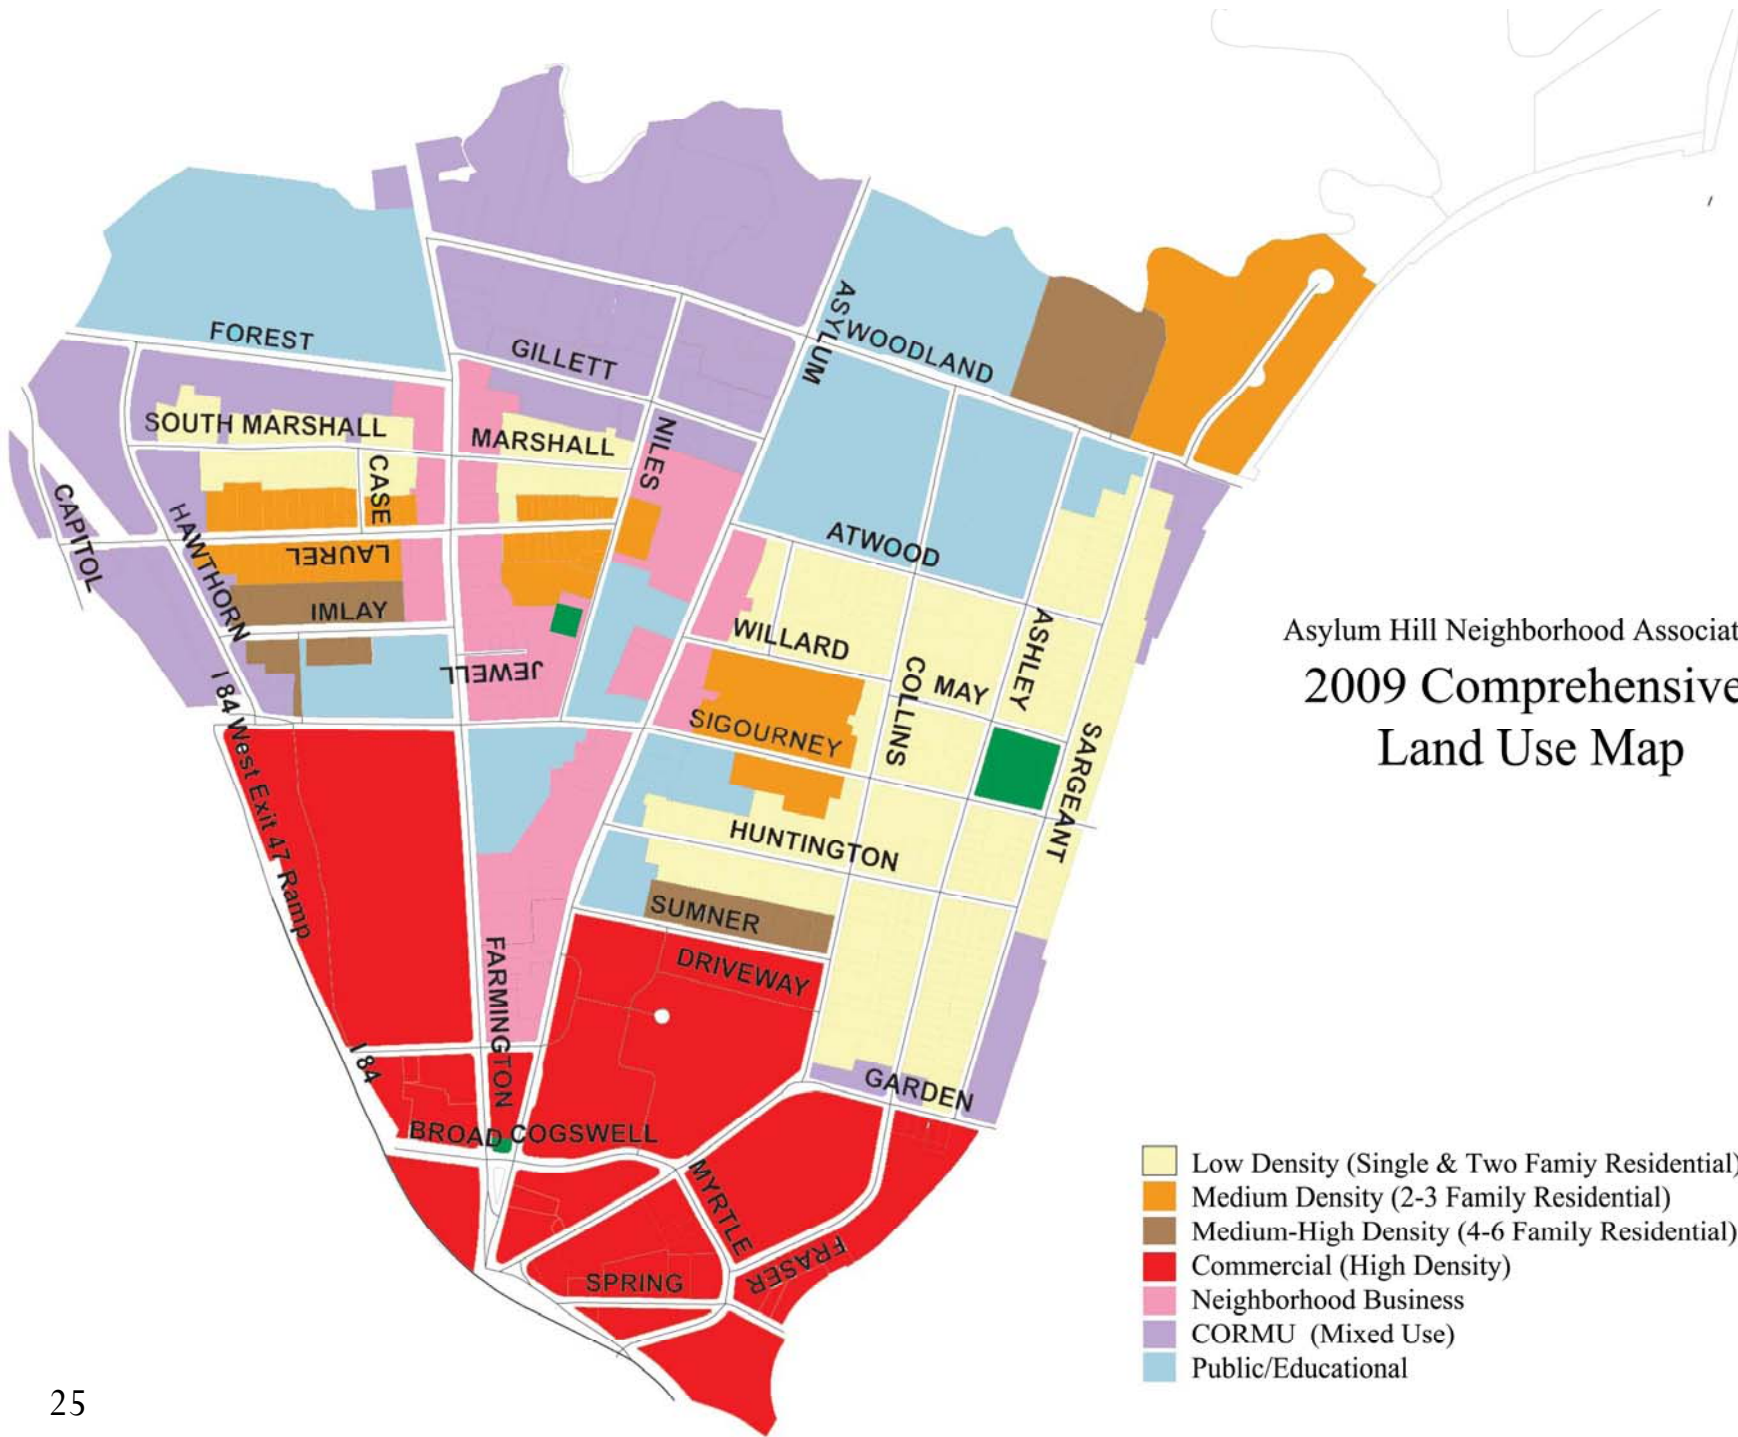 ASYLUM
WOODLAND
FOREST
GILLETT
SOUTH MARSHALL
MARSHALL
NILES
CASE
CAPITOL
HAWTHORN
LAUREL
ATWOOD
IMLAY
WILLARD
ASHLEY
JEWELL
COLLINS
MAY
SIGOURNEY
SARGEANT
I 84 West Exit 47 Ramp
HUNTINGTON
SUMNER
DRIVEWAY
FARMINGTON
I 84
GARDEN
BROAD
COGSWELL
MYRTLE
FRASER
SPRING
Asylum Hill Neighborhood Associat
2009 Comprehensive
Land Use Map
Low Density (Single & Two Famiy Residential)
Medium Density (2-3 Family Residential)
Medium-High Density (4-6 Family Residential)
Commercial (High Density)
Neighborhood Business
CORMU (Mixed Use)
Public/Educational
25